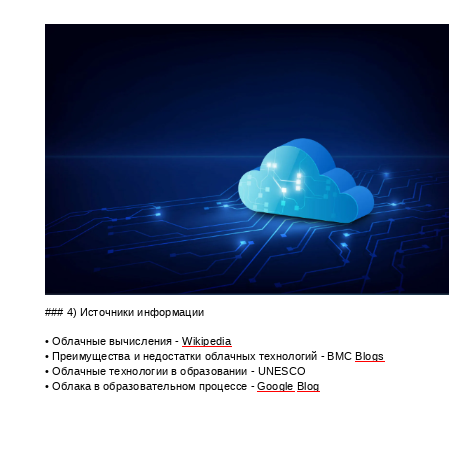 ### 4) Источники информации
• Облачные вычисления - Wikipedia
• Преимущества и недостатки облачных технологий - BMC Blogs
• Облачные технологии в образовании - UNESCO
• Облака в образовательном процессе - Google Blog